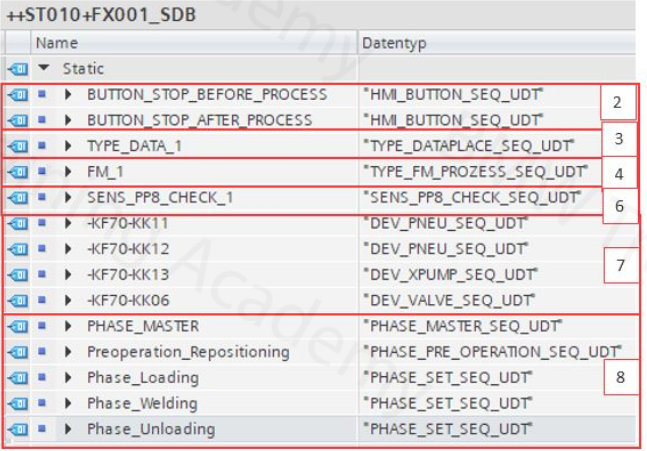 ++ST010+FX001_SDB
Name Datentyp
Static
BUTTON_STOP_BEFORE_PROCESS "HMI_BUTTON_SEQ_UDT" 2
BUTTON_STOP_AFTER_PROCESS "HMI_BUTTON_SEQ_UDT"
TYPE_DATA_1 "TYPE_DATAPLACE_SEQ_UDT" 3
FM_1 "TYPE_FM_PROZESS_SEQ_UDT" 4
SENS_PP8_CHECK_1 "SENS_PP8_CHECK_SEQ_UDT" 6
-KF70-KK11 "DEV_PNEU_SEQ_UDT"
-KF70-KK12 "DEV_PNEU_SEQ_UDT" 7
-KF70-KK13 "DEV_XPUMP_SEQ_UDT"
-KF70-KK06 "DEV_VALVE_SEQ_UDT"
PHASE_MASTER "PHASE_MASTER_SEQ_UDT"
Preoperation_Repositioning "PHASE_PRE_OPERATION_SEQ_UDT"
Phase_Loading "PHASE_SET_SEQ_UDT" 8
Phase_Welding "PHASE_SET_SEQ_UDT"
Phase_Unloading "PHASE_SET_SEQ_UDT"